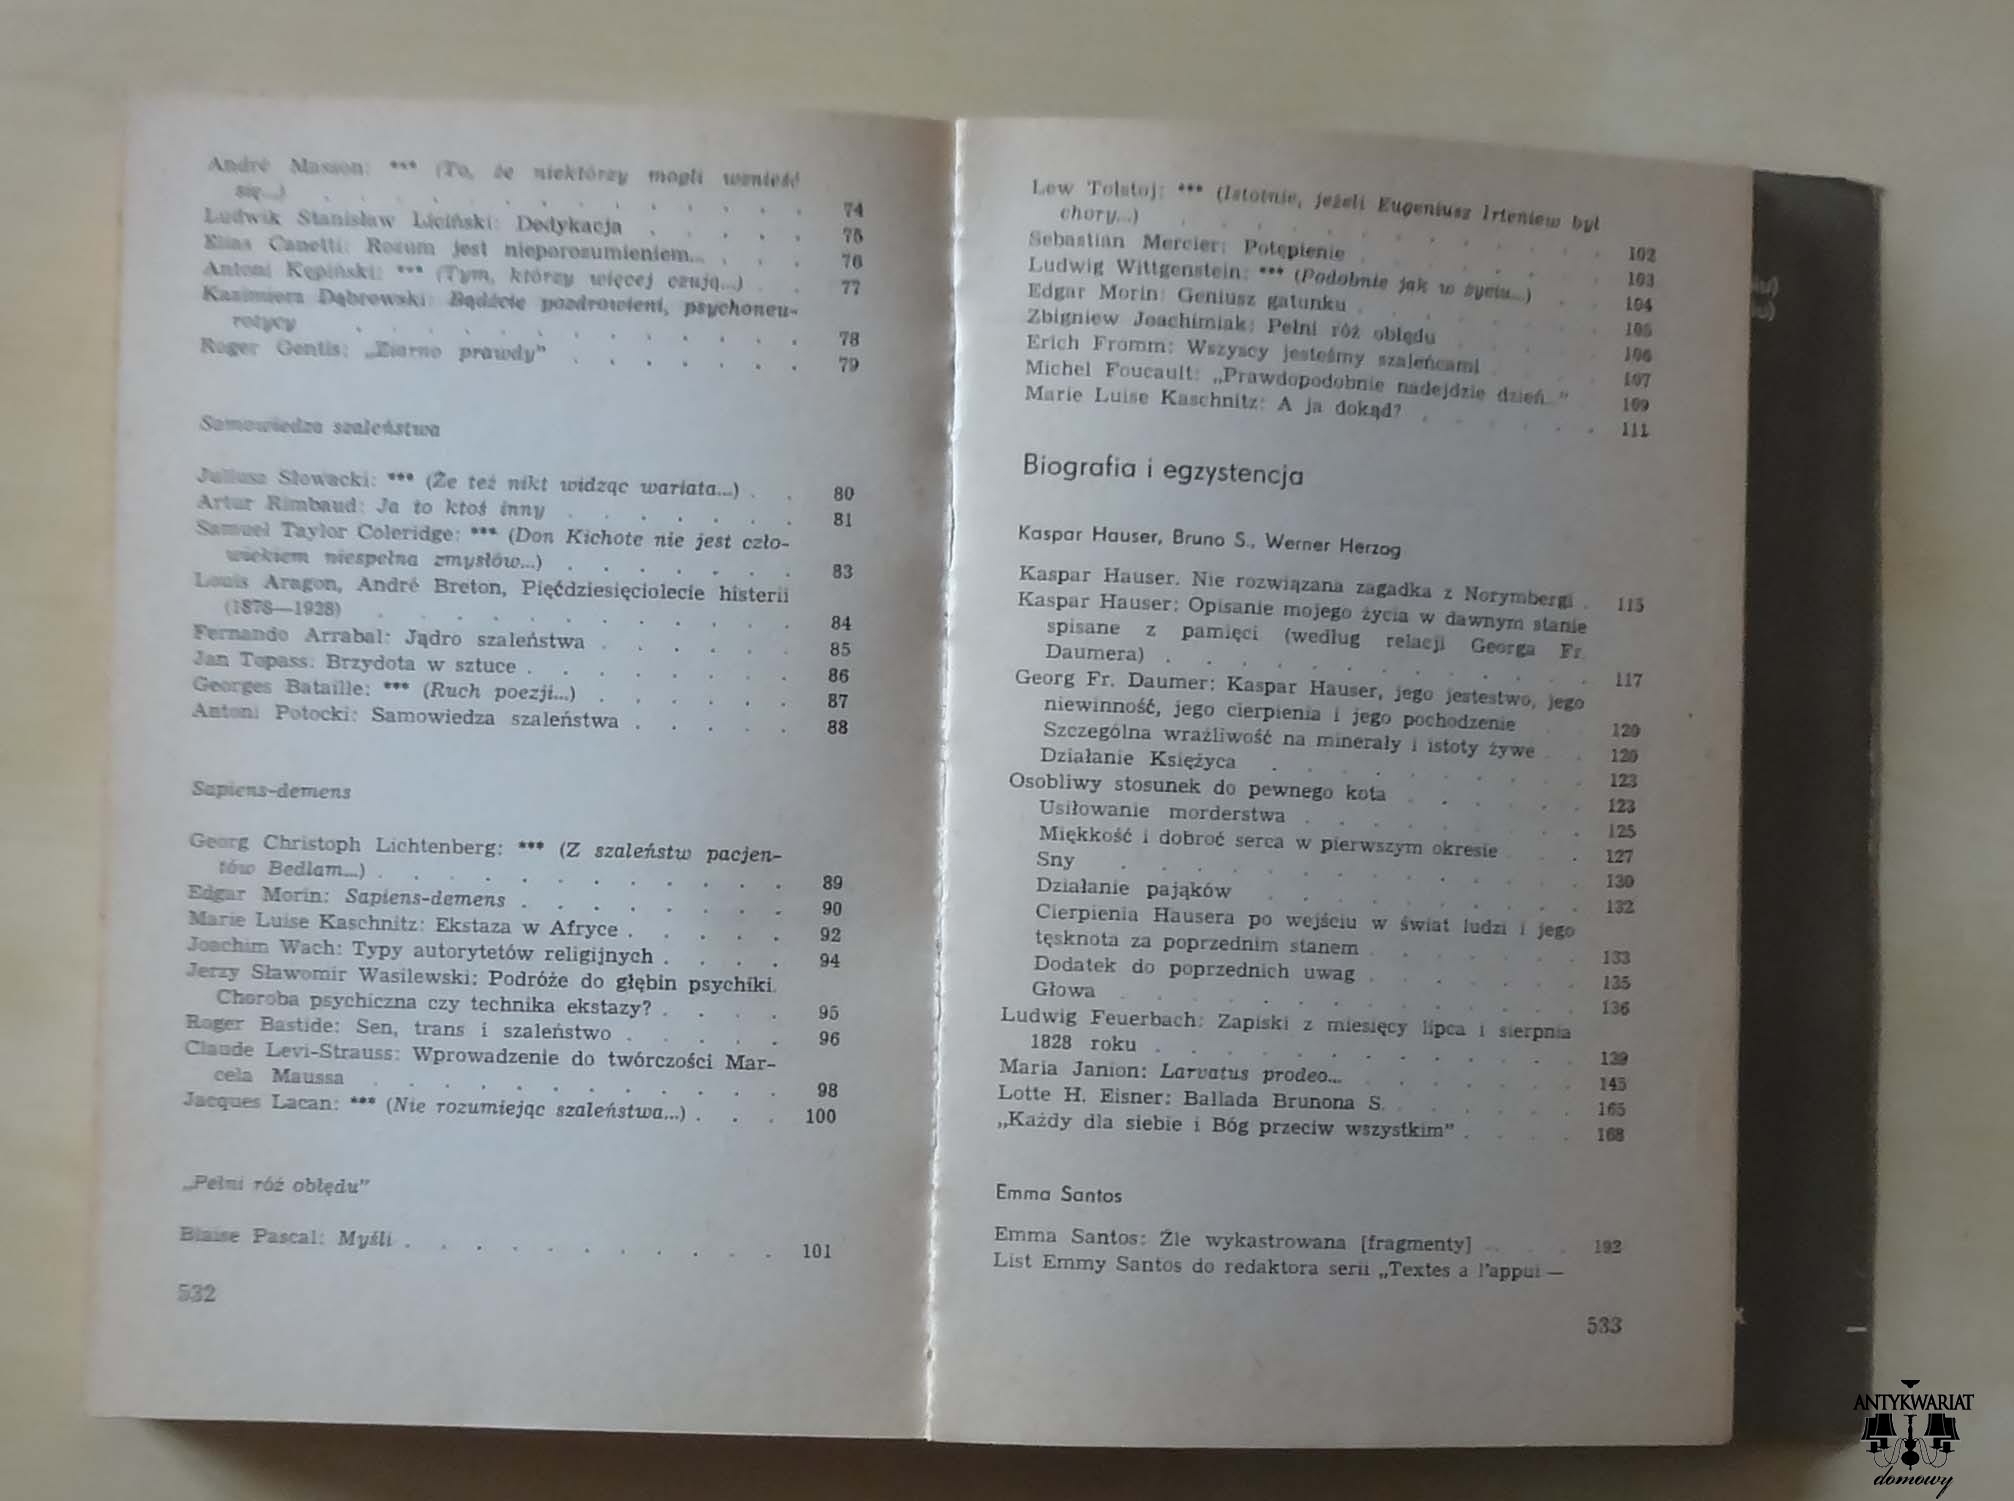 André Masson: *** (To, że niektórzy mogli wznieść
się...) . . . . . . . . . . . . 74
Ludwik Stanisław Liciński: Dedykacja . . . . . 75
Elias Canetti: Rozum jest nieporozumieniem... . . . 76
Antoni Kępiński: *** (Tym, którzy więcej czują...) . . 77
Kazimierz Dąbrowski: Bądźcie pozdrowieni, psychoneu-
rotycy . . . . . . . . . . . . 78
Roger Gentis: „Ziarno prawdy” . . . . . . . 79
Samowiedza szaleństwa
Juliusz Słowacki: *** (Że też nikt widząc wariata...) . . 80
Artur Rimbaud: Ja to ktoś inny . . . . . . . 81
Samuel Taylor Coleridge: *** (Don Kichote nie jest czło-
wiekiem niespełna zmysłów...) . . . . . . . 83
Louis Aragon, André Breton, Pięćdziesięciolecie histerii
(1878—1928) . . . . . . . . . . . . 84
Fernando Arrabal: Jądro szaleństwa . . . . . . 85
Jan Topass: Brzydota w sztuce . . . . . . . . 86
Georges Bataille: *** (Ruch poezji...) . . . . . . 87
Antoni Potocki: Samowiedza szaleństwa . . . . . 88
Sapiens-demens
Georg Christoph Lichtenberg: *** (Z szaleństw pacjen-
tów Bedlam...) . . . . . . . . . . . . 89
Edgar Morin: Sapiens-demens . . . . . . . . 90
Marie Luise Kaschnitz: Ekstaza w Afryce . . . . . 92
Joachim Wach: Typy autorytetów religijnych . . . . 94
Jerzy Sławomir Wasilewski: Podróże do głębin psychiki.
Choroba psychiczna czy technika ekstazy? . . . . 95
Roger Bastide: Sen, trans i szaleństwo . . . . . 96
Claude Levi-Strauss: Wprowadzenie do twórczości Mar-
cela Maussa . . . . . . . . . . . . 98
Jacques Lacan: *** (Nie rozumiejąc szaleństwa...) . . . 100
„Pełni róż obłędu”
Blaise Pascal: Myśli . . . . . . . . . . . 101
532
Lew Tołstoj: *** (Istotnie, jeżeli Eugeniusz Irteniew był
chory...) . . . . . . . . . . . . 102
Sebastian Mercier: Potępienie . . . . . . . 103
Ludwig Wittgenstein: *** (Podobnie jak w życiu...) . . 104
Edgar Morin: Geniusz gatunku . . . . . . . 105
Zbigniew Joachimiak: Pełni róż obłędu . . . . . 106
Erich Fromm: Wszyscy jesteśmy szaleńcami . . . . 107
Michel Foucault: „Prawdopodobnie nadejdzie dzień...” 109
Marie Luise Kaschnitz: A ja dokąd? . . . . . . 111
Biografia i egzystencja
Kaspar Hauser, Bruno S., Werner Herzog
Kaspar Hauser. Nie rozwiązana zagadka z Norymbergi . 115
Kaspar Hauser: Opisanie mojego życia w dawnym stanie
spisane z pamięci (według relacji Georga Fr.
Daumera) . . . . . . . . . . . . 117
Georg Fr. Daumer: Kaspar Hauser, jego jestestwo, jego
niewinność, jego cierpienia i jego pochodzenie . . 120
Szczególna wrażliwość na minerały i istoty żywe . . 120
Działanie Księżyca . . . . . . . . . 123
Osobliwy stosunek do pewnego kota . . . . . . 123
Usiłowanie morderstwa . . . . . . . . 125
Miękkość i dobroć serca w pierwszym okresie . . . 127
Sny . . . . . . . . . . . . . 130
Działanie pająków . . . . . . . . . 132
Cierpienia Hausera po wejściu w świat ludzi i jego
tęsknota za poprzednim stanem . . . . . . 133
Dodatek do poprzednich uwag . . . . . . 135
Głowa . . . . . . . . . . . . 136
Ludwig Feuerbach: Zapiski z miesięcy lipca i sierpnia
1828 roku . . . . . . . . . . . . 139
Maria Janion: Larvatus prodeo... . . . . . . . 145
Lotte H. Eisner: Ballada Brunona S. . . . . . . 165
„Każdy dla siebie i Bóg przeciw wszystkim” . . . . 168
Emma Santos
Emma Santos: Źle wykastrowana [fragmenty] . . . . 192
List Emmy Santos do redaktora serii „Textes a l'appui —
533
ANTYKWARIAT
domowy